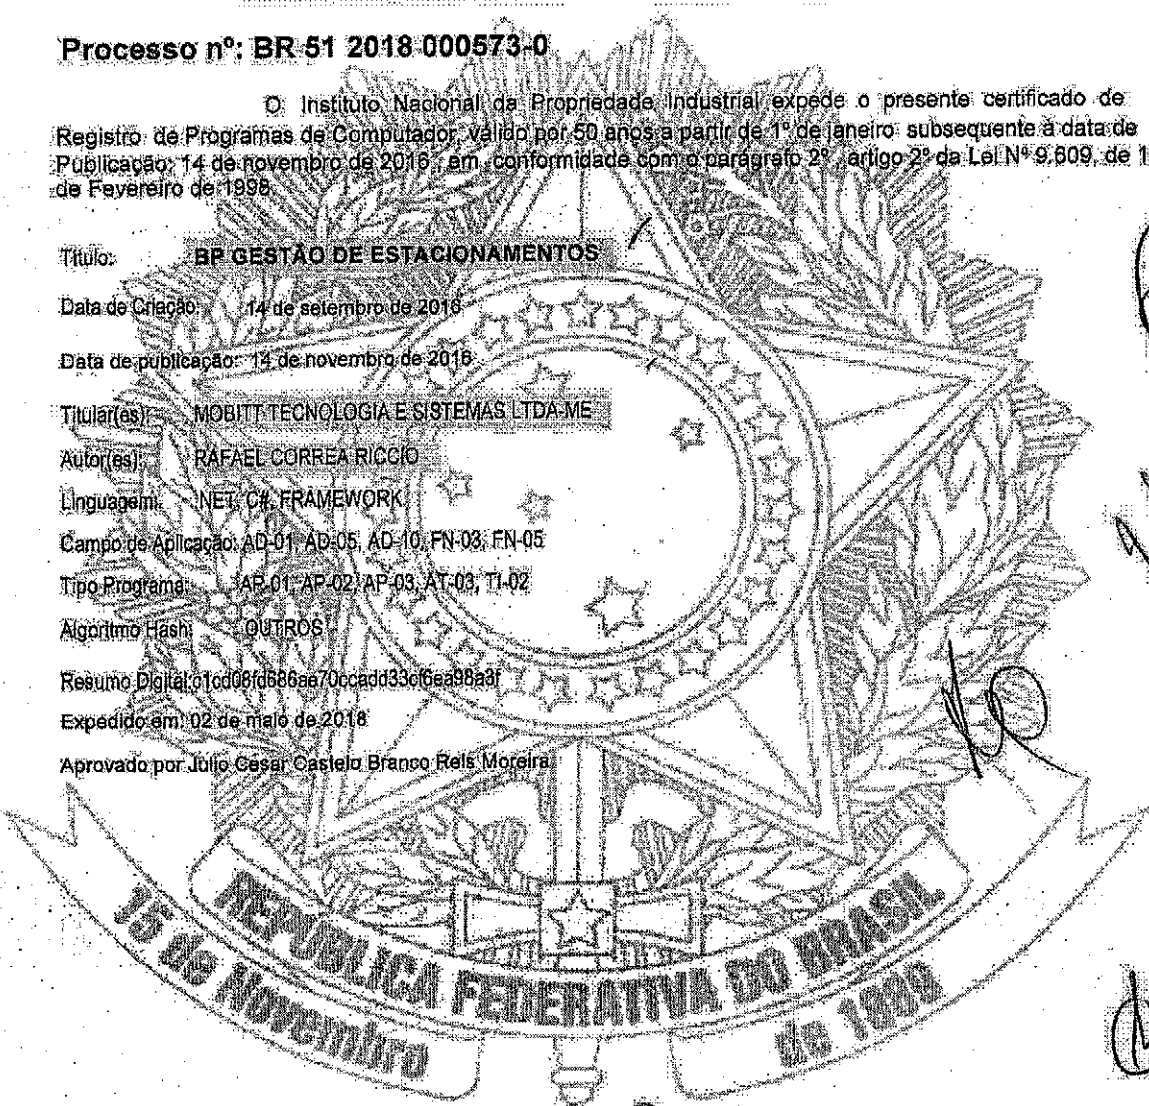 Processo nº: BR 51 2018 000573-0
O Instituto Nacional da Propriedade Industrial expede o presente certificado de
Registro de Programas de Computador, válido por 50 anos a partir de 1° de janeiro subsequente à data de
Publicação: 14 de novembro de 2016, em conformidade com o parágrafo 2°, artigo 2° da Lei Nº 9.609, de 1
de Fevereiro de 1998.
Título: BP GESTÃO DE ESTACIONAMENTOS
Data de Criação: 14 de setembro de 2016
Data de publicação: 14 de novembro de 2016
Titular(es): MOBITT TECNOLOGIA E SISTEMAS LTDA-ME
Autor(es): RAFAEL CORREA RICCIO
Linguagem: .NET, C#, FRAMEWORK
Campo de Aplicação: AD-01, AD-05, AD-10, FN-03, FN-05
Tipo Programa: AP-01, AP-02, AP-03, AT-03, TI-02
Algoritmo Hash: OUTROS
Resumo Digital:
Expedido em: 02 de maio de 2018
Aprovado por Júlio César Castelo Branco Reis Moreira
REPÚBLICA FEDERATIVA DO BRASIL
15 de Novembro de 1889